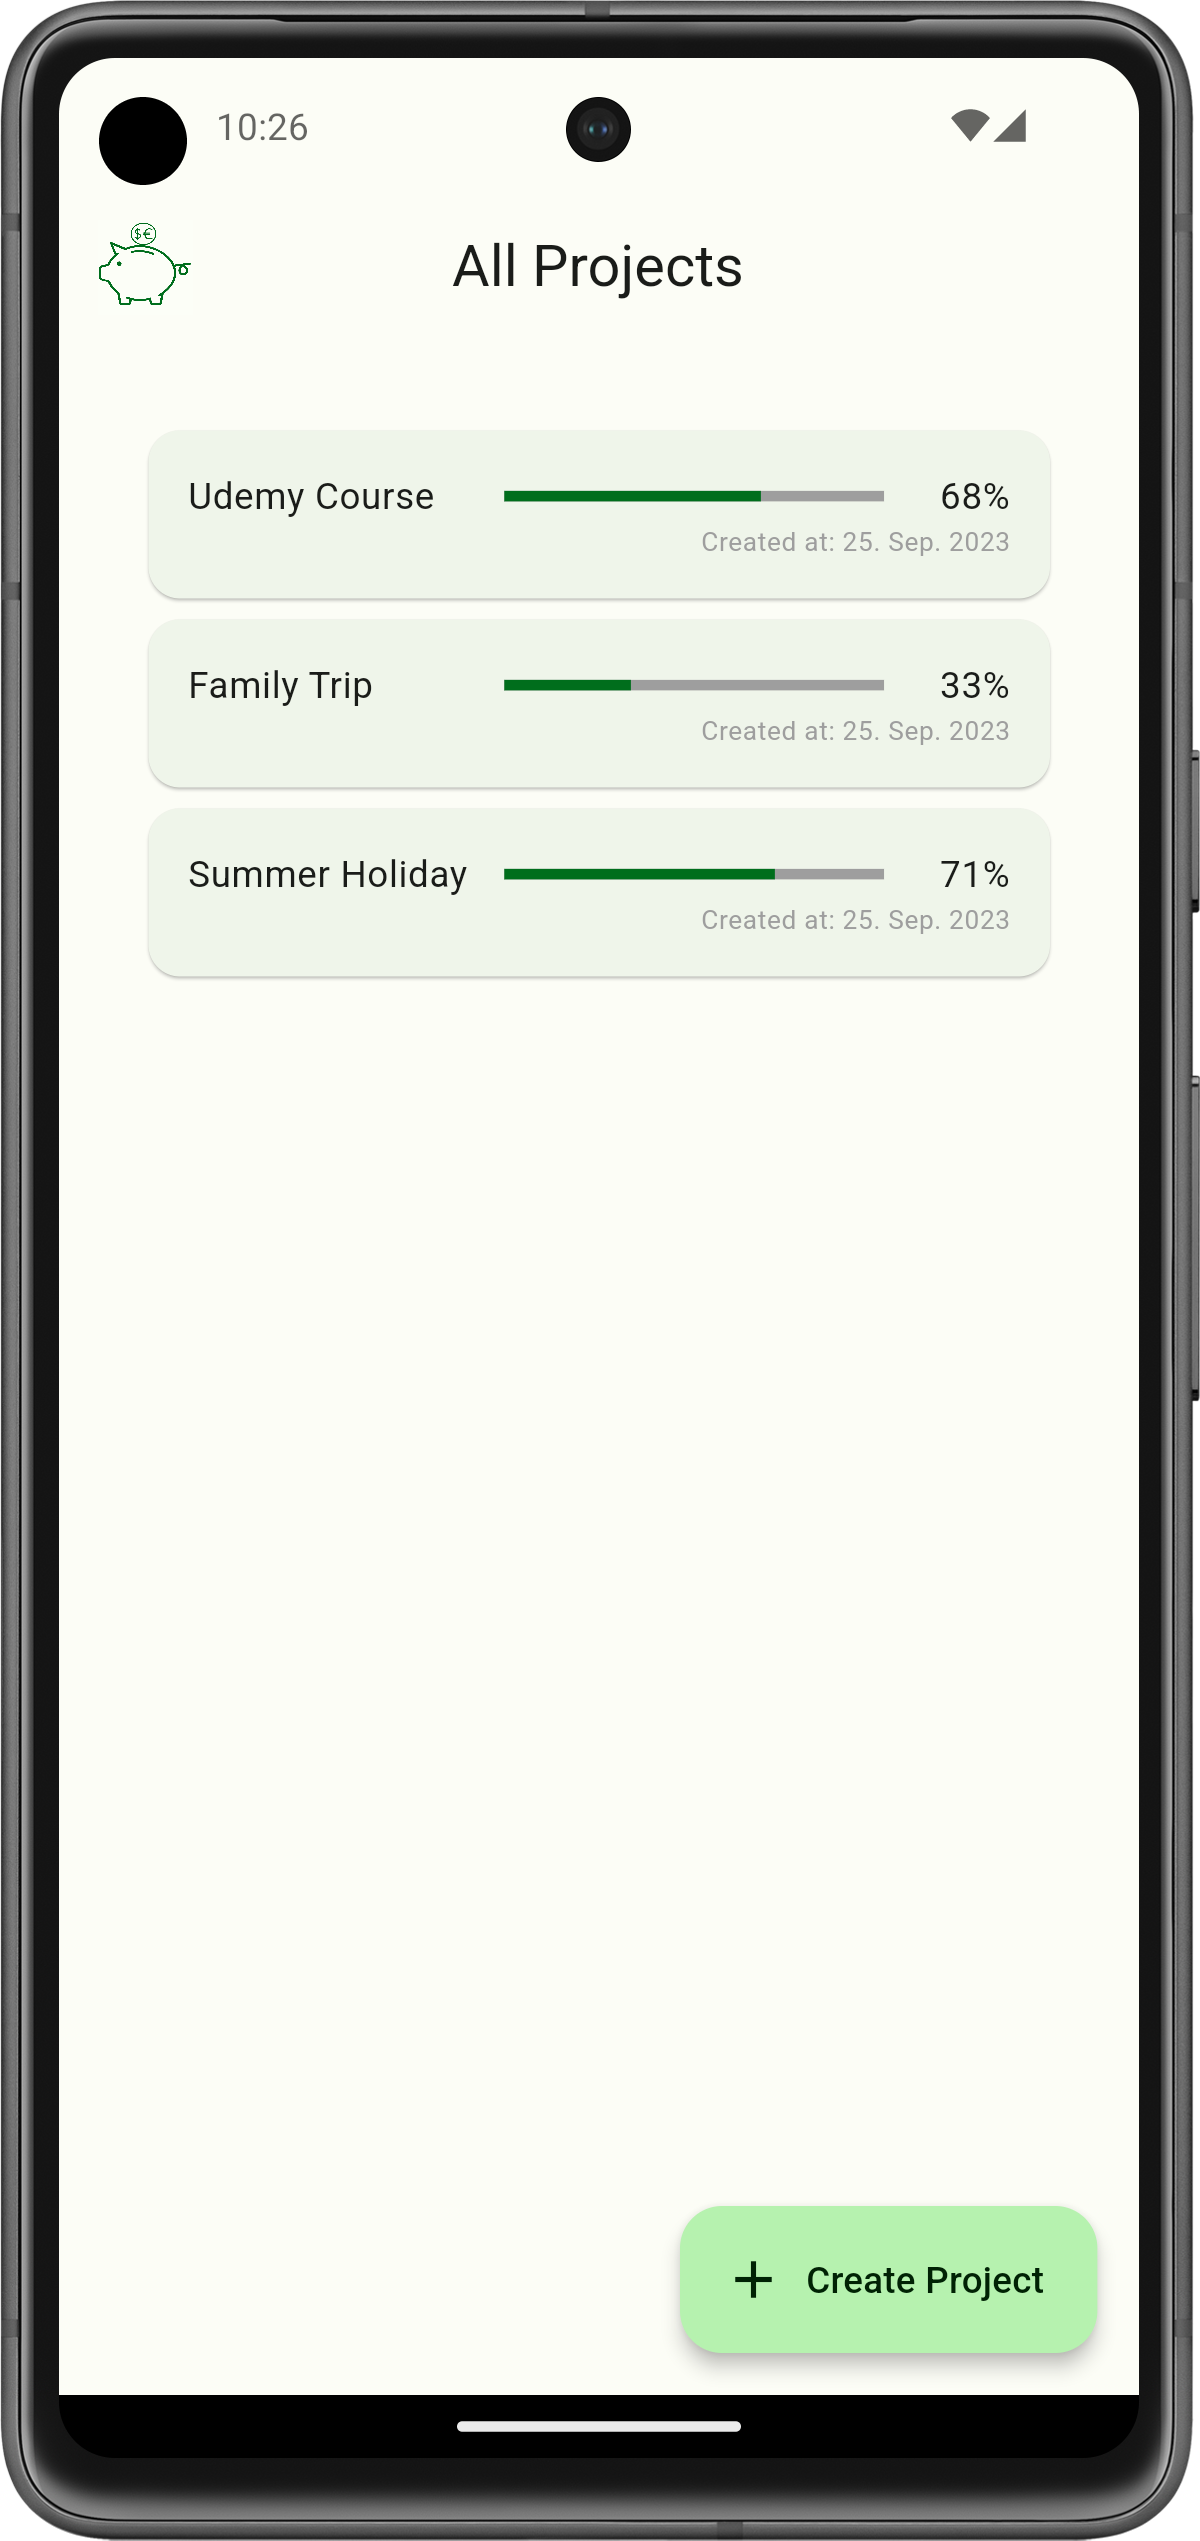 10:26
$€
All Projects
Udemy Course 68%
Created at: 25. Sep. 2023
Family Trip 33%
Created at: 25. Sep. 2023
Summer Holiday 71%
Created at: 25. Sep. 2023
+ Create Project